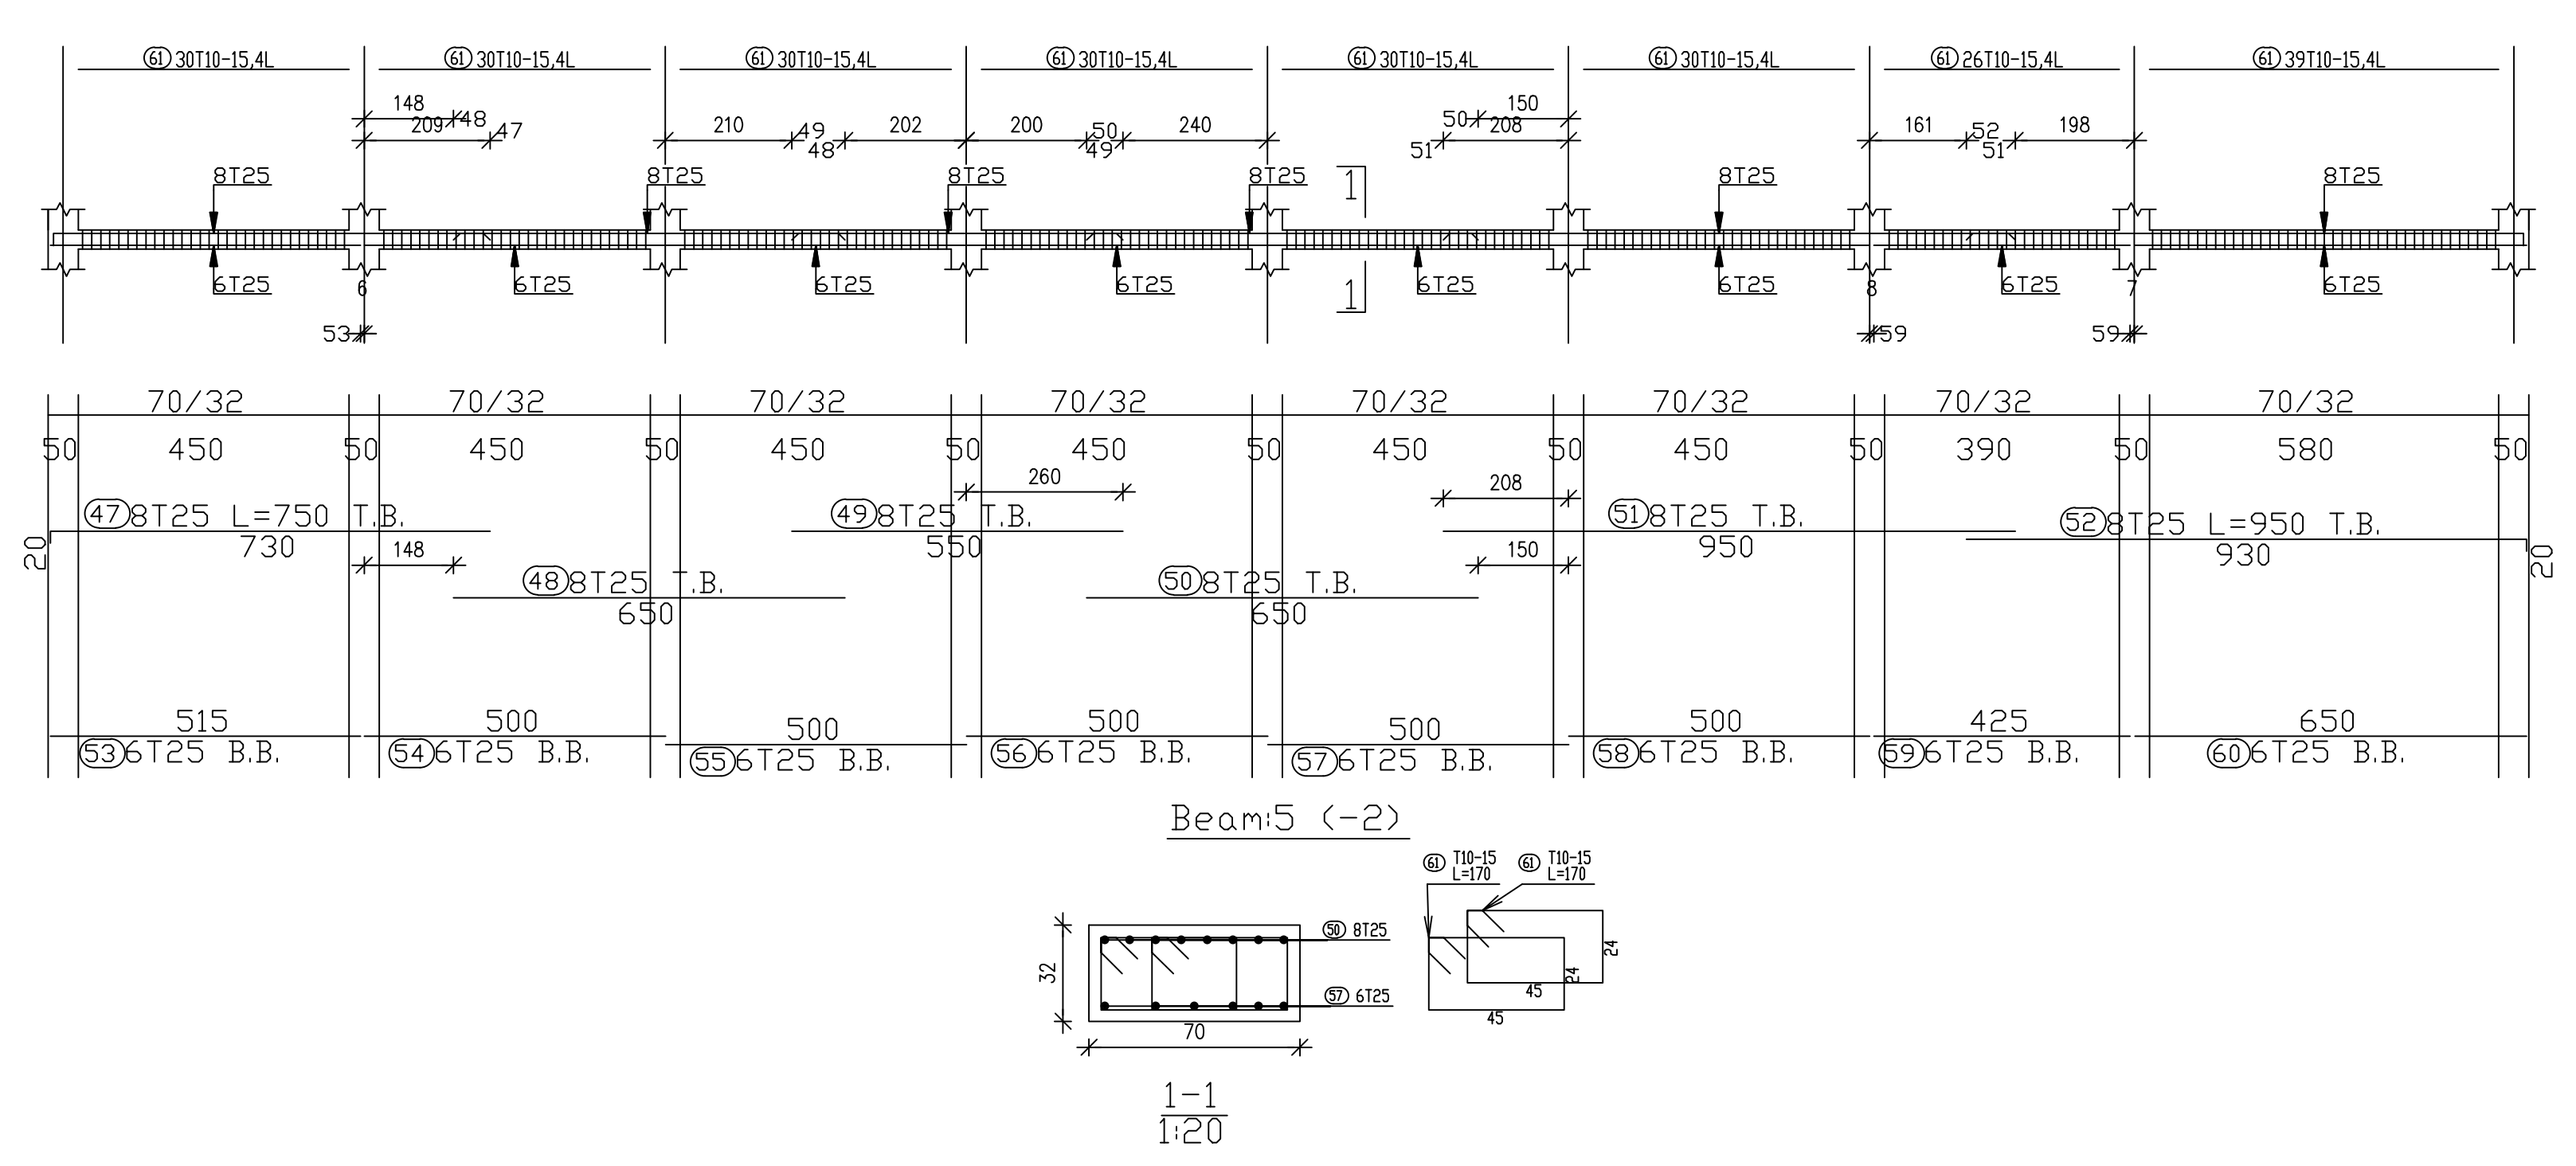 61 30T10-15,4L 61 30T10-15,4L 61 30T10-15,4L 61 30T10-15,4L 61 30T10-15,4L 61 30T10-15,4L 61 26T10-15,4L 61 39T10-15,4L
148 48 50 150
209 47 210 49 202 200 50 240 208 161 52 198
48 49 51 51
8T25 8T25 8T25 8T25 1 8T25 8T25
6T25 6T25 6T25 6T25 1 6T25 6T25 6T25 6T25
6 8 7
53 59 59
70/32 70/32 70/32 70/32 70/32 70/32 70/32 70/32
50 450 50 450 50 450 50 450 50 450 50 450 50 390 50 580 50
260 208
47 8T25 L=750 T.B. 49 8T25 T.B. 51 8T25 T.B. 52 8T25 L=950 T.B.
20 730 550 950 930 20
148 150
48 8T25 T.B. 50 8T25 T.B.
650 650
515 500 500 500 500 500 425 650
53 6T25 B.B. 54 6T25 B.B. 55 6T25 B.B. 56 6T25 B.B. 57 6T25 B.B. 58 6T25 B.B. 59 6T25 B.B. 60 6T25 B.B.
Beam:5 (-2)
61 T10-15 61 T10-15
L=170 L=170
50 8T25
32
24
24
57 6T25
45
45
70
1-1
1:20